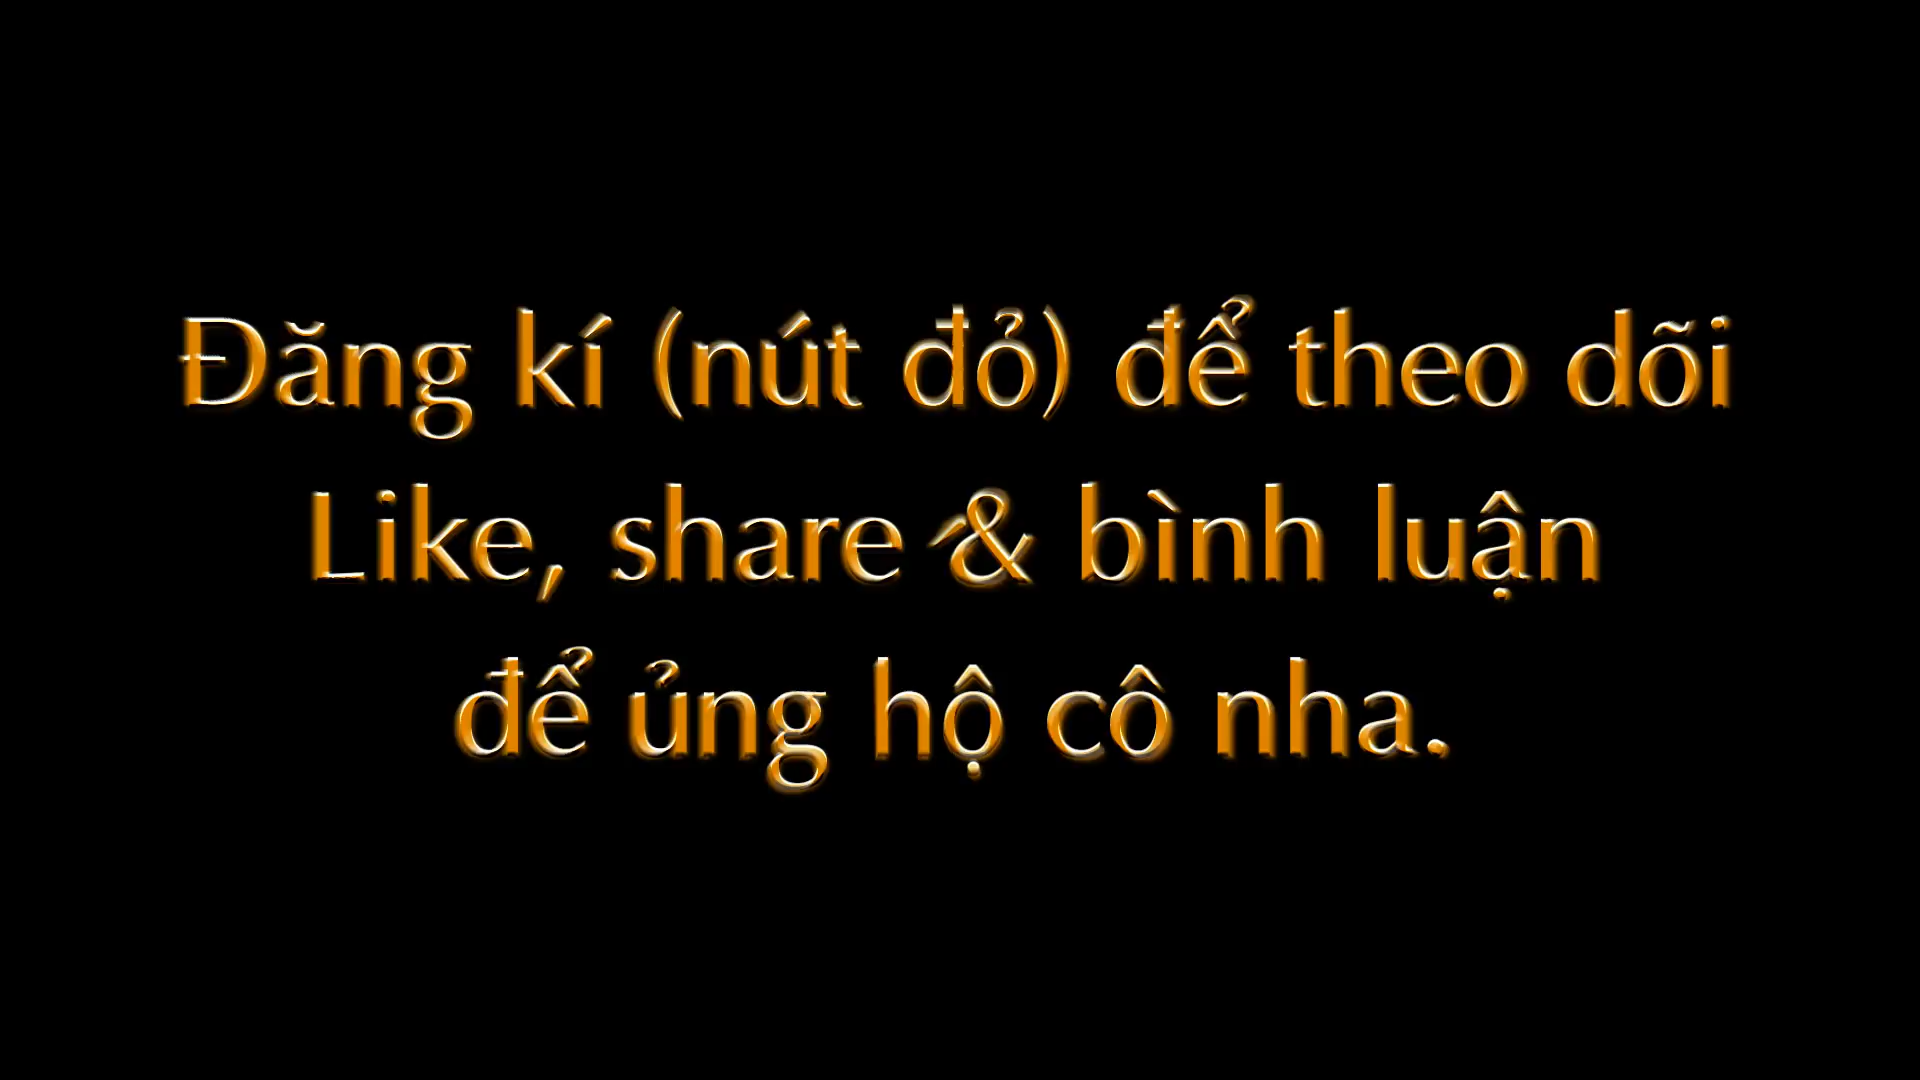 Đăng kí (nút đỏ) để theo dõi
Like, share & bình luận
để ủng hộ cô nha.